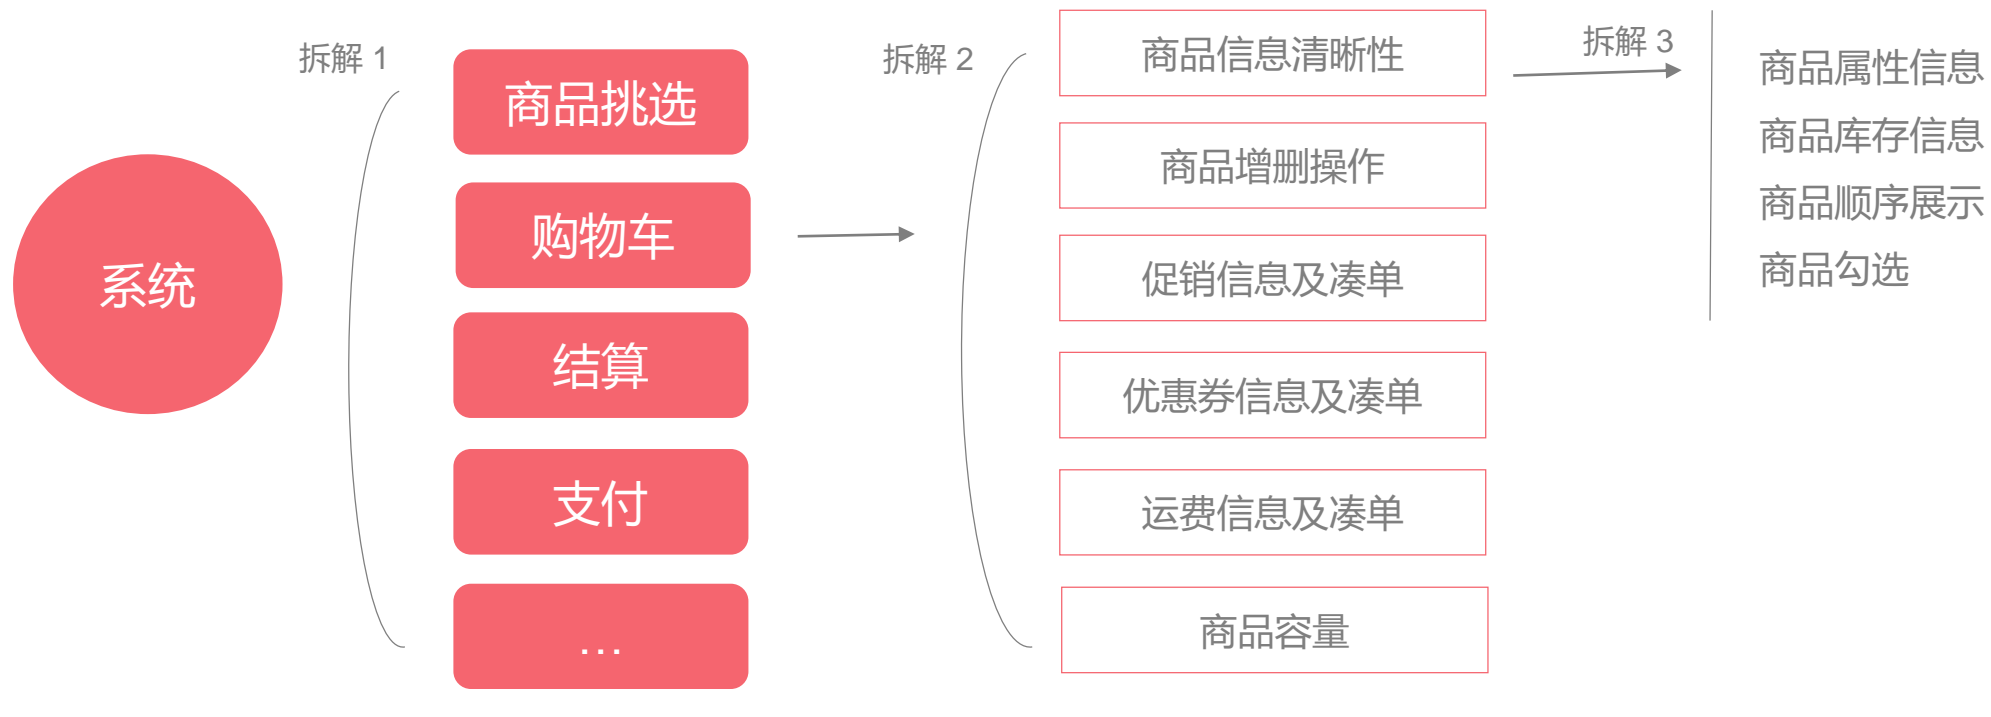 系统
拆解 1
商品挑选
购物车
结算
支付
...
拆解 2
商品信息清晰性
商品增删操作
促销信息及凑单
优惠券信息及凑单
运费信息及凑单
商品容量
拆解 3
商品属性信息
商品库存信息
商品顺序展示
商品勾选